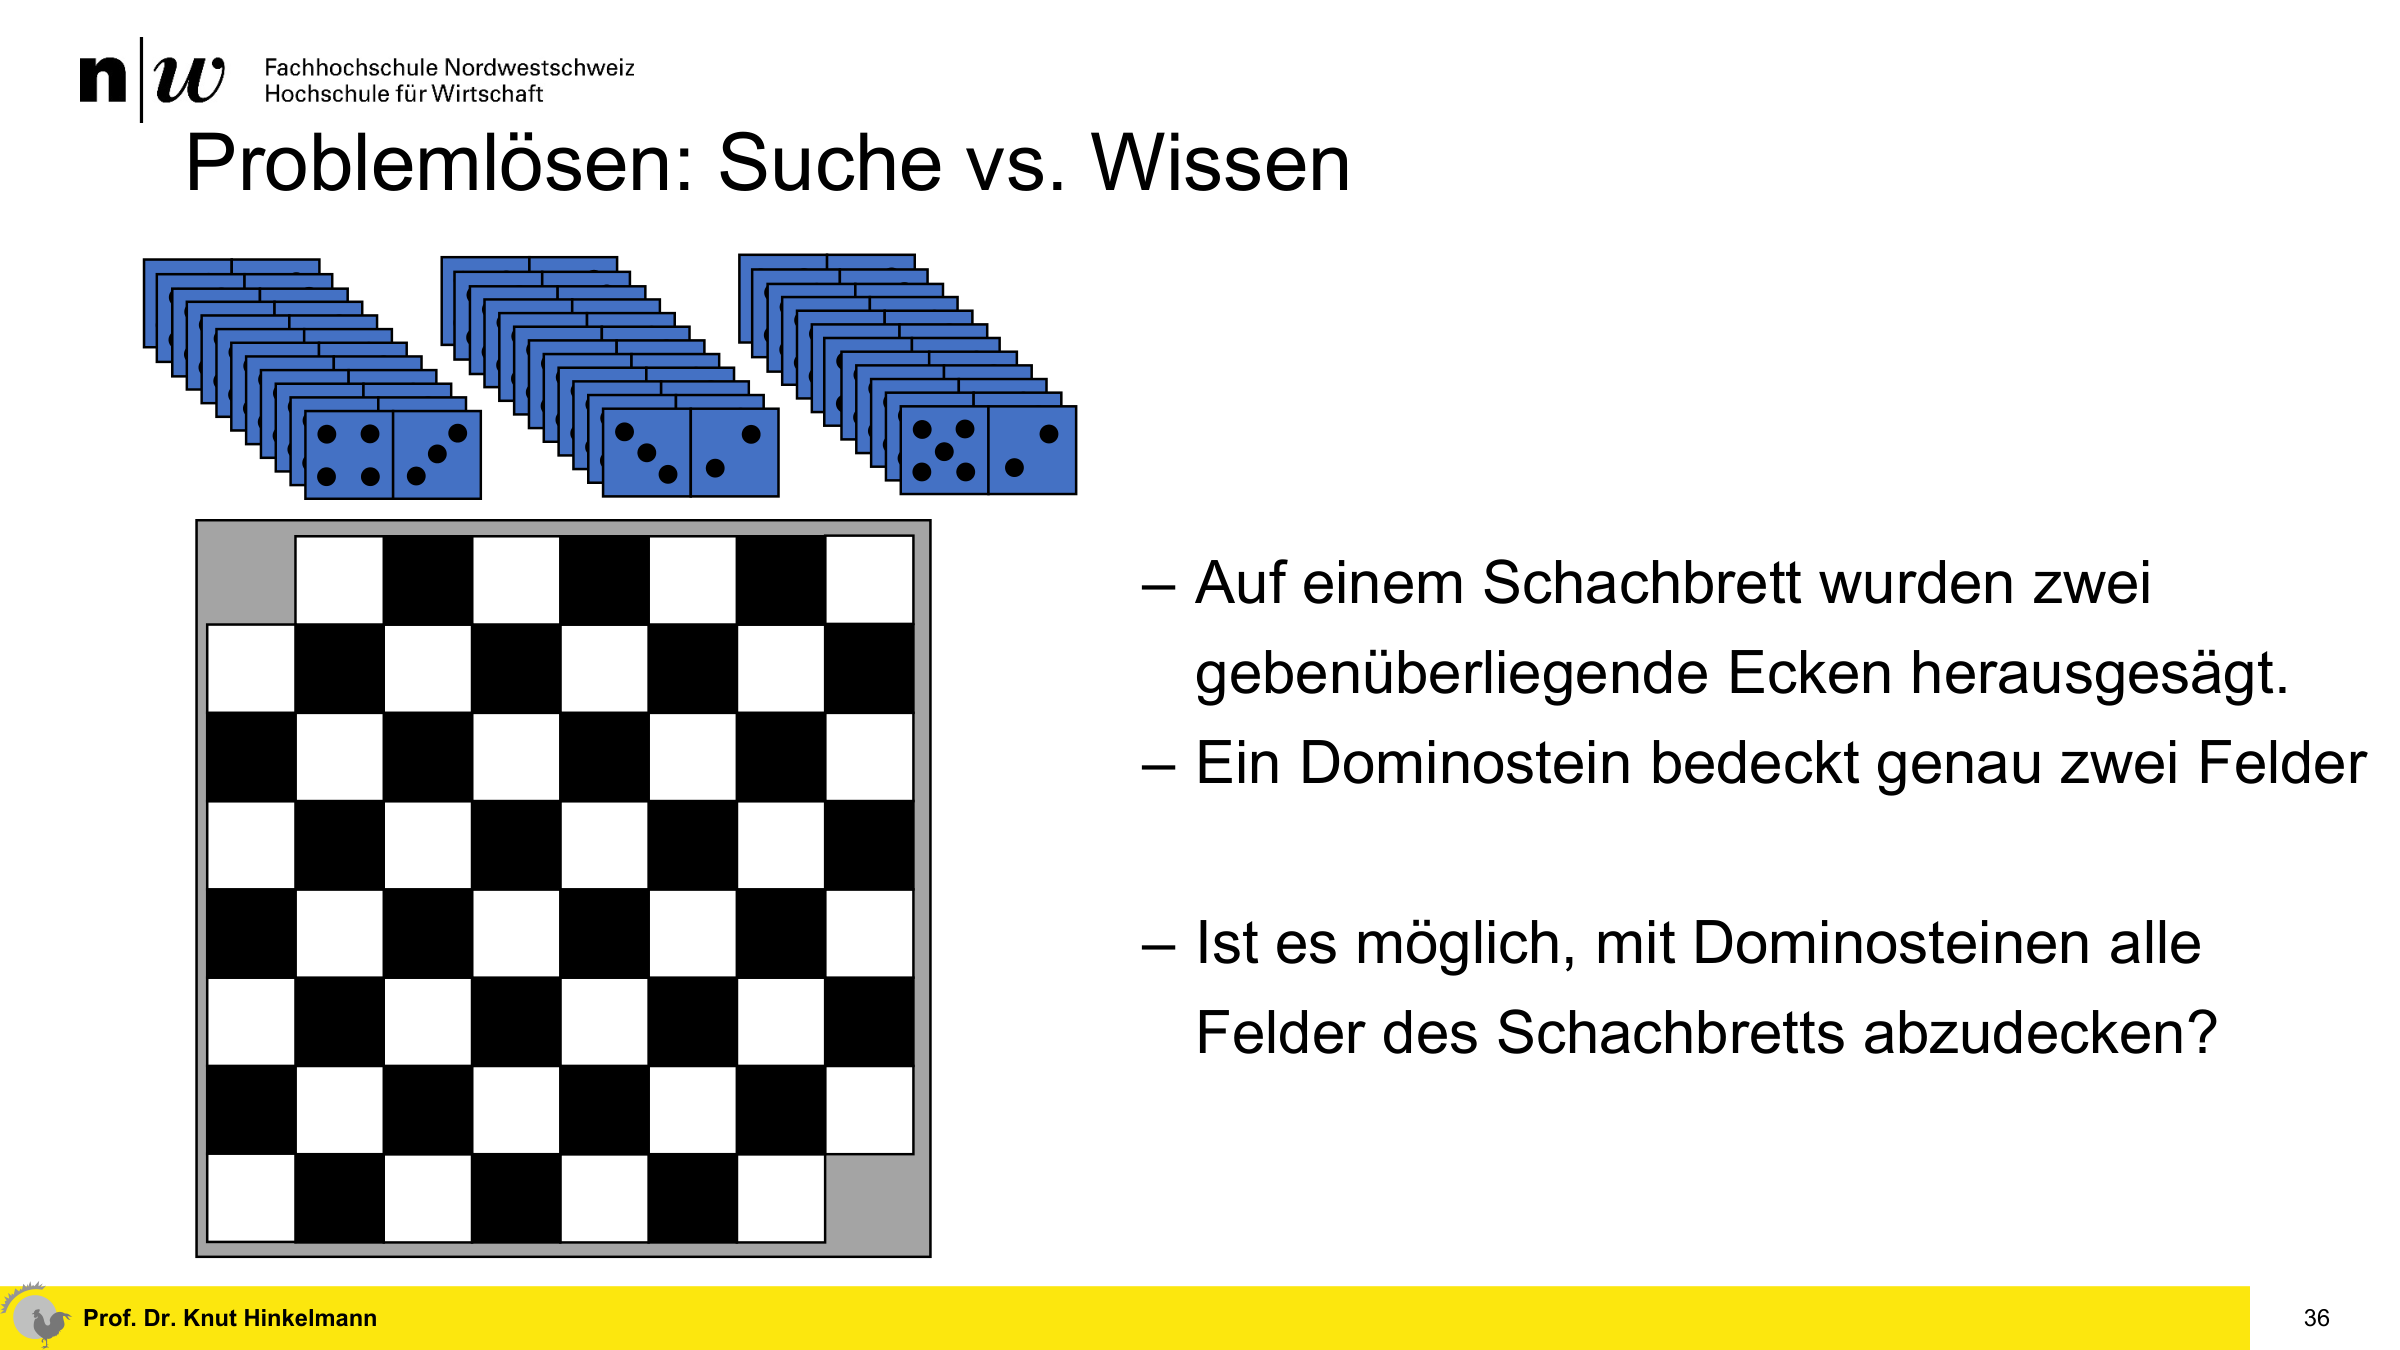 n|w Fachhochschule Nordwestschweiz
Hochschule für Wirtschaft
Problemlösen: Suche vs. Wissen
– Auf einem Schachbrett wurden zwei
gebenüberliegende Ecken herausgesägt.
– Ein Dominostein bedeckt genau zwei Felder
– Ist es möglich, mit Dominosteinen alle
Felder des Schachbretts abzudecken?
Prof. Dr. Knut Hinkelmann
36